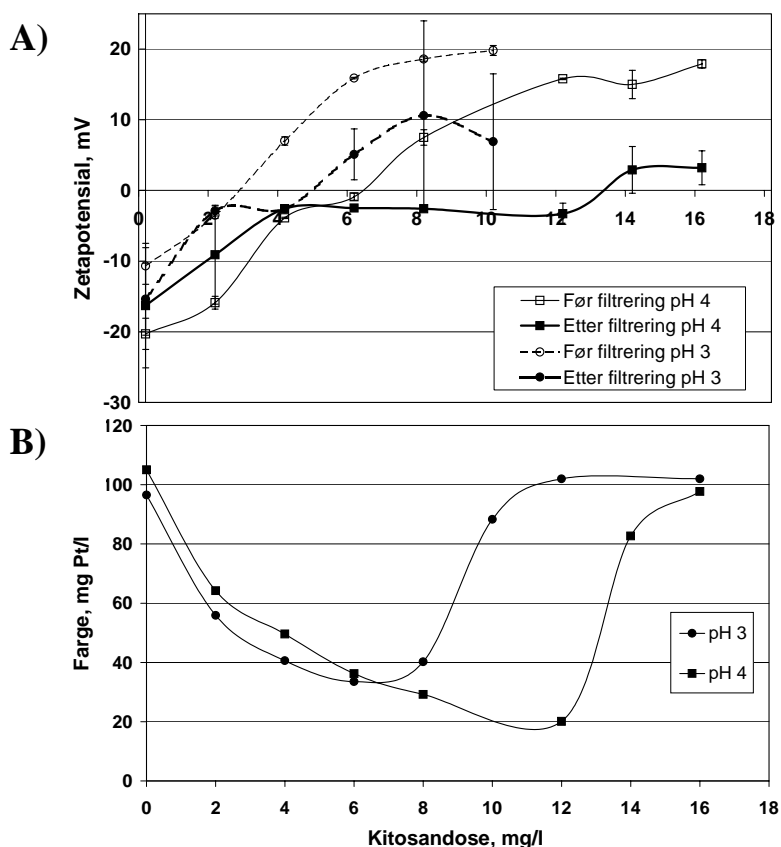 A)
Zetapotensial, mV
20
10
0
-10
-20
-30
0 2 4 6 8 10 12 14 16
Før filtrering pH 4
Etter filtrering pH 4
Før filtrering pH 3
Etter filtrering pH 3
B)
Farge, mg Pt/l
120
100
80
60
40
20
0
pH 3
pH 4
0 2 4 6 8 10 12 14 16 18
Kitosandose, mg/l